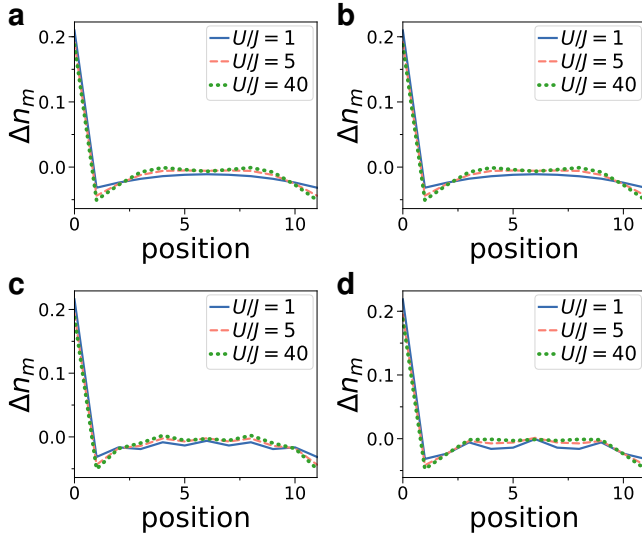 a
U/J = 1
U/J = 5
U/J = 40
0.2
0.1
0.0
Δn_m
0 5 10
position
b
U/J = 1
U/J = 5
U/J = 40
0.2
0.1
0.0
Δn_m
0 5 10
position
c
U/J = 1
U/J = 5
U/J = 40
0.2
0.1
0.0
Δn_m
0 5 10
position
d
U/J = 1
U/J = 5
U/J = 40
0.2
0.1
0.0
Δn_m
0 5 10
position